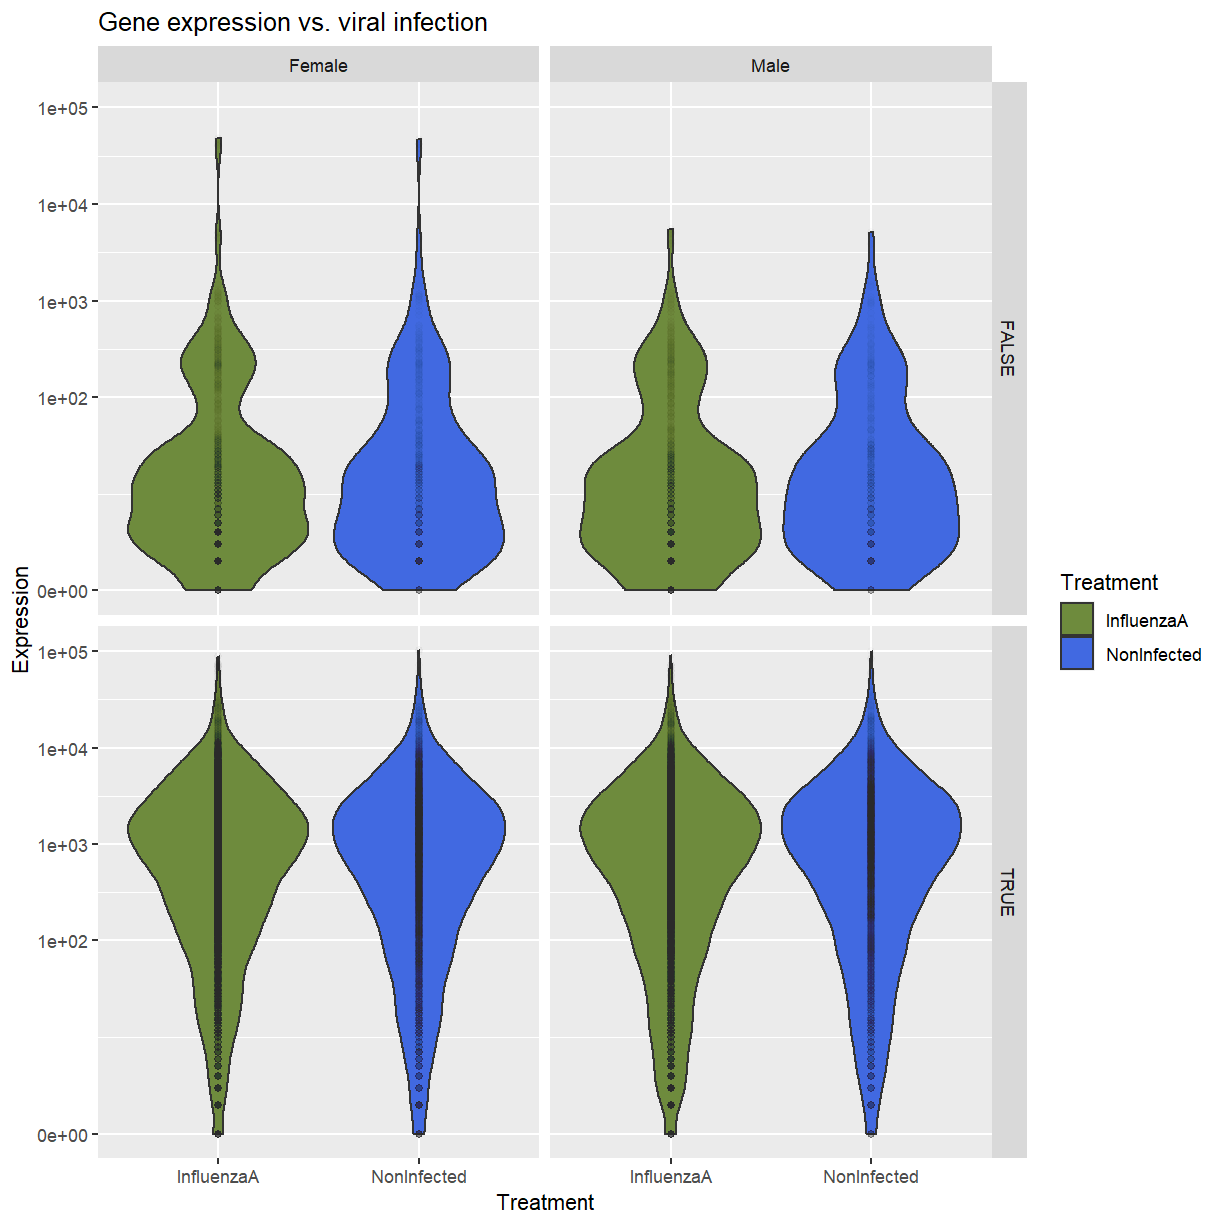 Gene expression vs. viral infection
Female
Male
1e+05
1e+04
1e+03
1e+02
0e+00
FALSE
1e+05
1e+04
1e+03
1e+02
0e+00
TRUE
Expression
InfluenzaA
NonInfected
InfluenzaA
NonInfected
Treatment
Treatment
InfluenzaA
NonInfected